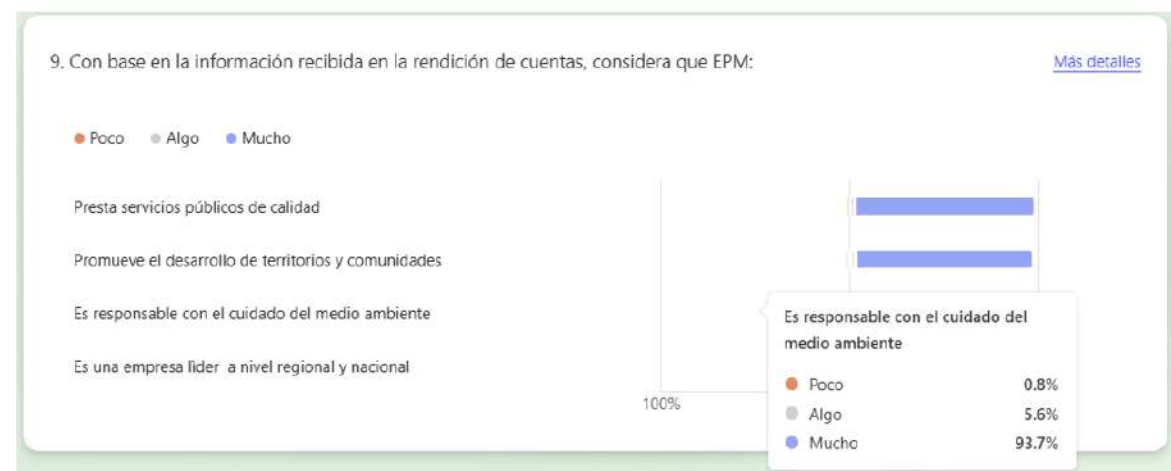 9. Con base en la información recibida en la rendición de cuentas, considera que EPM:
Más detalles
Poco Algo Mucho
Presta servicios públicos de calidad
Promueve el desarrollo de territorios y comunidades
Es responsable con el cuidado del medio ambiente
Es una empresa líder a nivel regional y nacional
100%
Es responsable con el cuidado del
medio ambiente
Poco 0.8%
Algo 5.6%
Mucho 93.7%